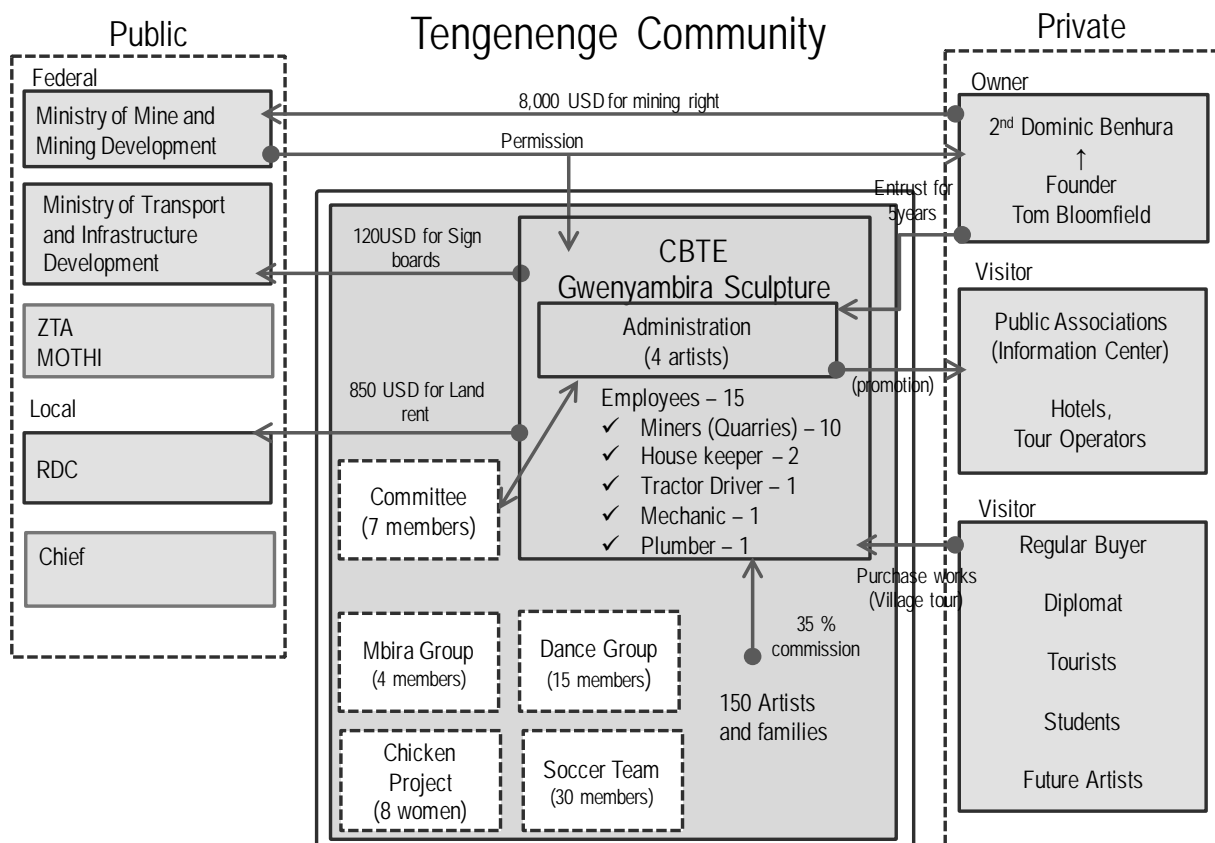 Public
Tengenenge Community
Private
Federal
Ministry of Mine and
Mining Development
Ministry of Transport
and Infrastructure
Development
ZTA
MOTHI
Local
RDC
Chief
8,000 USD for mining right
Permission
Entrust for
5years
120USD for Sign
boards
850 USD for Land
rent
CBTE
Gwenyambira Sculpture
Administration
(4 artists)
Employees – 15
✓ Miners (Quarries) – 10
✓ House keeper – 2
✓ Tractor Driver – 1
✓ Mechanic – 1
✓ Plumber – 1
(promotion)
Committee
(7 members)
Mbira Group
(4 members)
Dance Group
(15 members)
Chicken
Project
(8 women)
Soccer Team
(30 members)
35 %
commission
150 Artists
and families
Purchase works
(Village tour)
Owner
2nd Dominic Benhura
↑
Founder
Tom Bloomfield
Visitor
Public Associations
(Information Center)
Hotels,
Tour Operators
Visitor
Regular Buyer
Diplomat
Tourists
Students
Future Artists